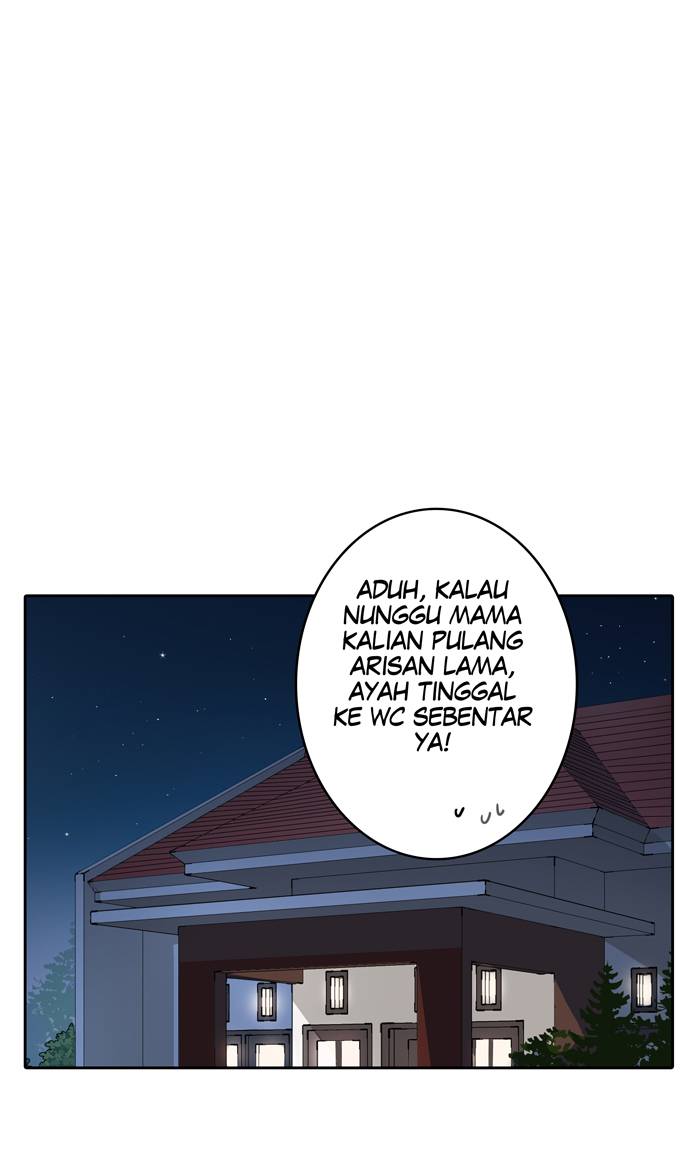 ADUH, KALAU
NUNGGU MAMA
KALIAN PULANG
ARISAN LAMA,
AYAH TINGGAL
KE WC SEBENTAR
YA!